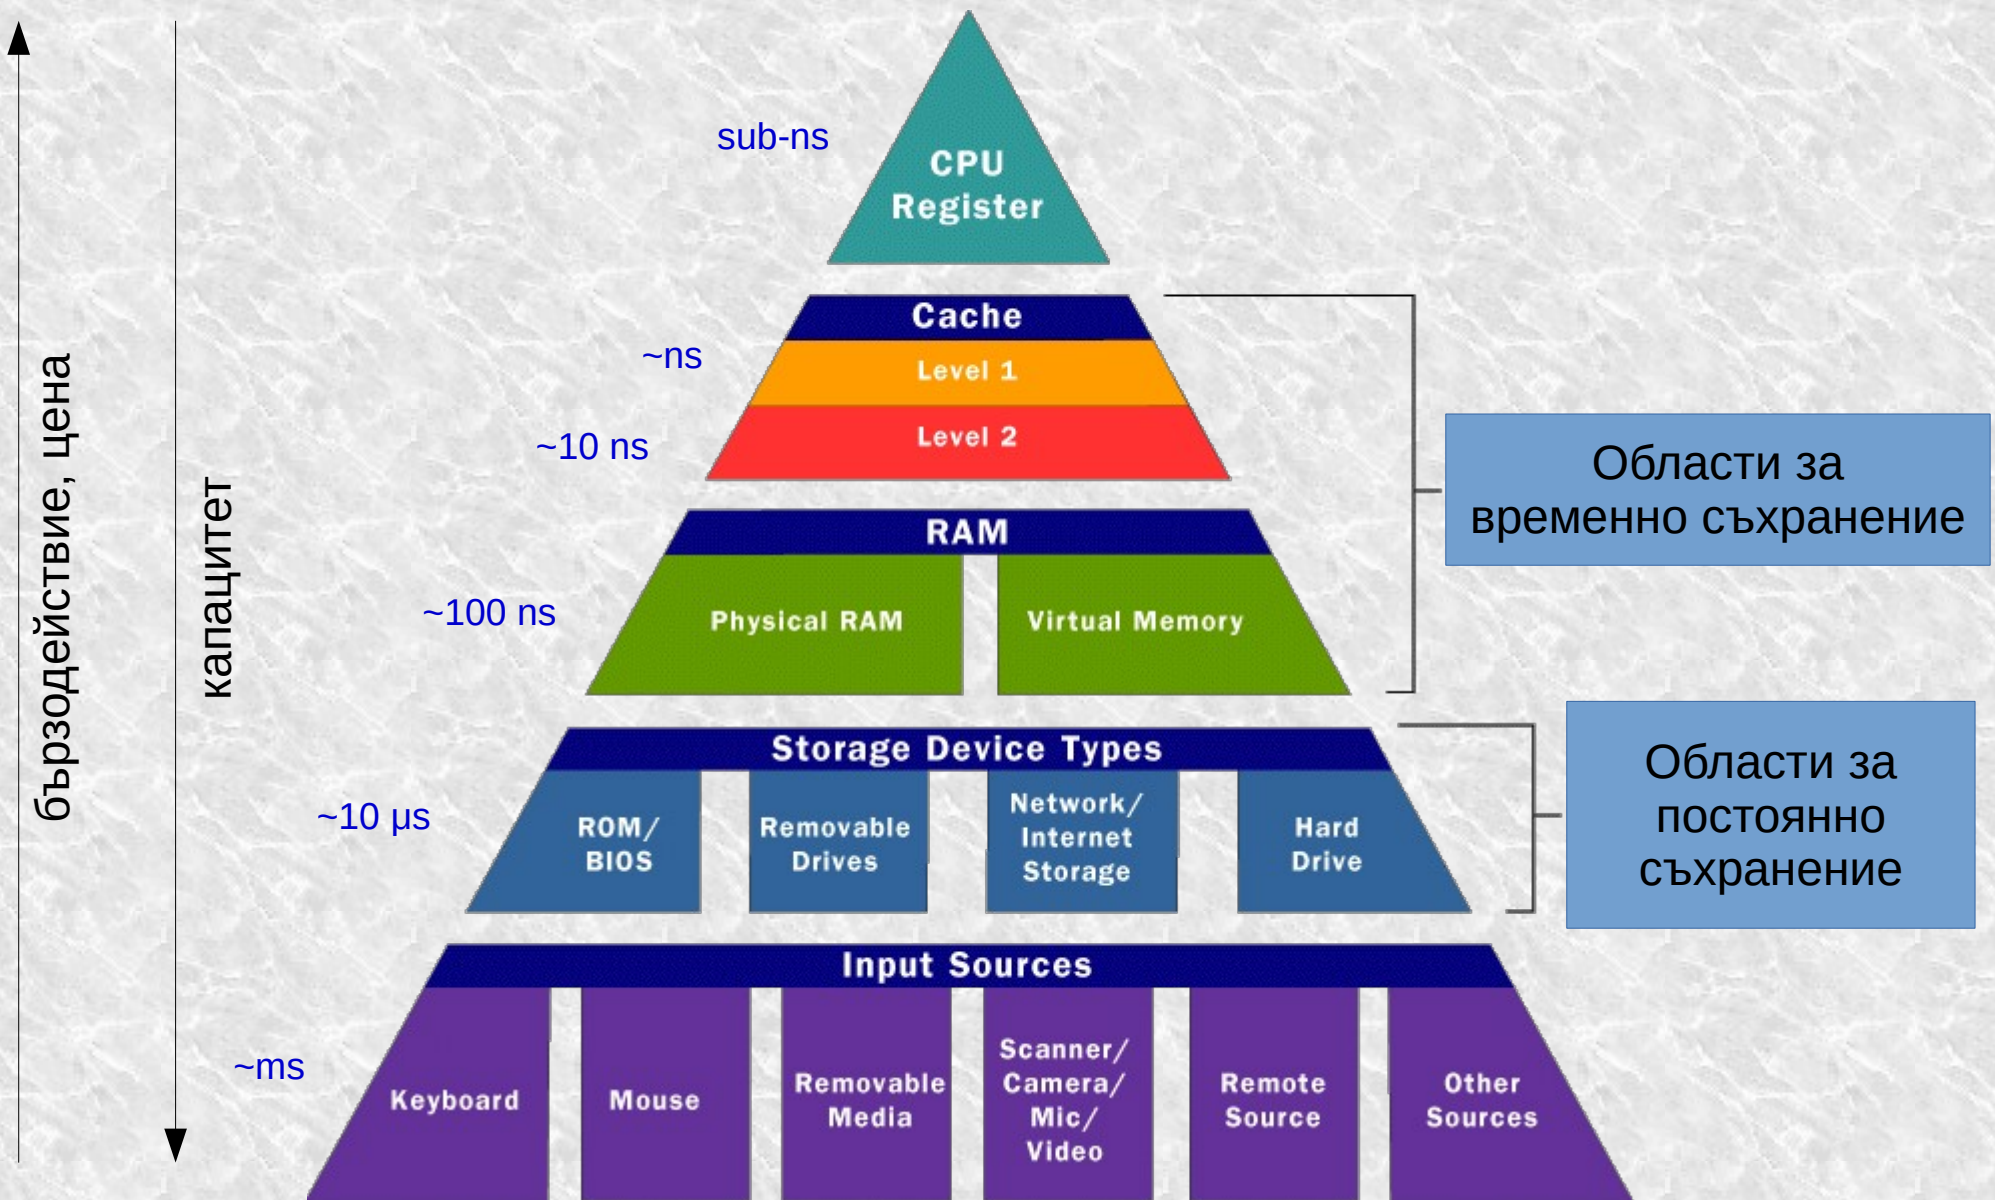 бързодействие, цена
капацитет
sub-ns
CPU
Register
Cache
~ns
Level 1
~10 ns
Level 2
Области за
временно съхранение
RAM
~100 ns
Physical RAM
Virtual Memory
Storage Device Types
~10 µs
ROM/
BIOS
Removable
Drives
Network/
Internet
Storage
Hard
Drive
Области за
постоянно
съхранение
Input Sources
~ms
Keyboard
Mouse
Removable
Media
Scanner/
Camera/
Mic/
Video
Remote
Source
Other
Sources